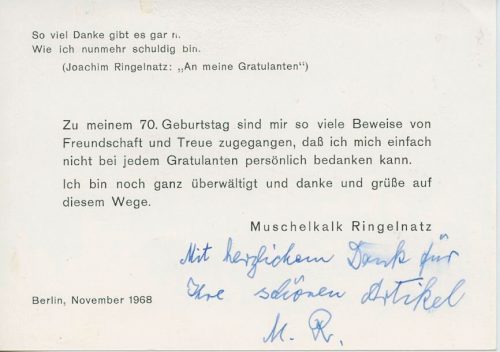 So viel Danke gibt es gar n.
Wie ich nunmehr schuldig bin.
(Joachim Ringelnatz: „An meine Gratulanten“)
Zu meinem 70. Geburtstag sind mir so viele Beweise von
Freundschaft und Treue zugegangen, daß ich mich einfach
nicht bei jedem Gratulanten persönlich bedanken kann.
Ich bin noch ganz überwältigt und danke und grüße auf
diesem Wege.
Muschelkalk Ringelnatz
Mit herzlichem Dank für
Ihre schönen Artikel
M. R.
Berlin, November 1968